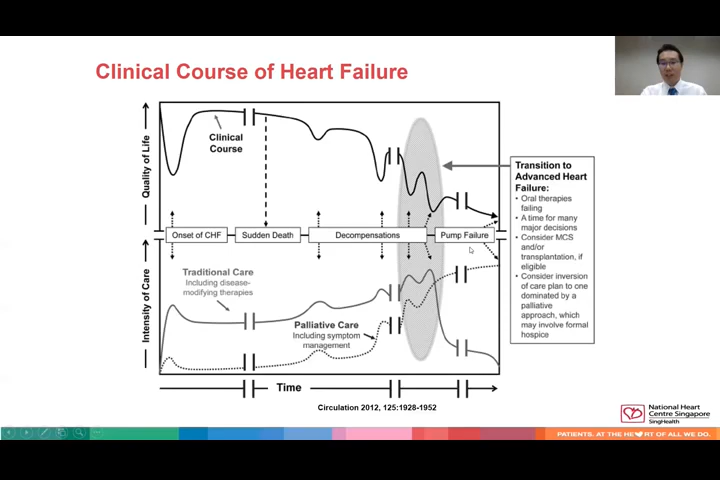 Clinical Course of Heart Failure
Quality of Life
Clinical
Course
Transition to
Advanced Heart
Failure:
• Oral therapies
failing
• A time for many
major decisions
• Consider MCS
and/or
transplantation, if
eligible
• Consider inversion
of care plan to one
dominated by a
palliative
approach, which
may involve formal
hospice
Onset of CHF
Sudden Death
Decompensations
Pump Failure
Intensity of Care
Traditional Care
Including disease-
modifying therapies
Palliative Care
Including symptom
management
Time
Circulation 2012, 125:1928-1952
National Heart
Centre Singapore
SingHealth
PATIENTS. AT THE HE RT OF ALL WE DO.